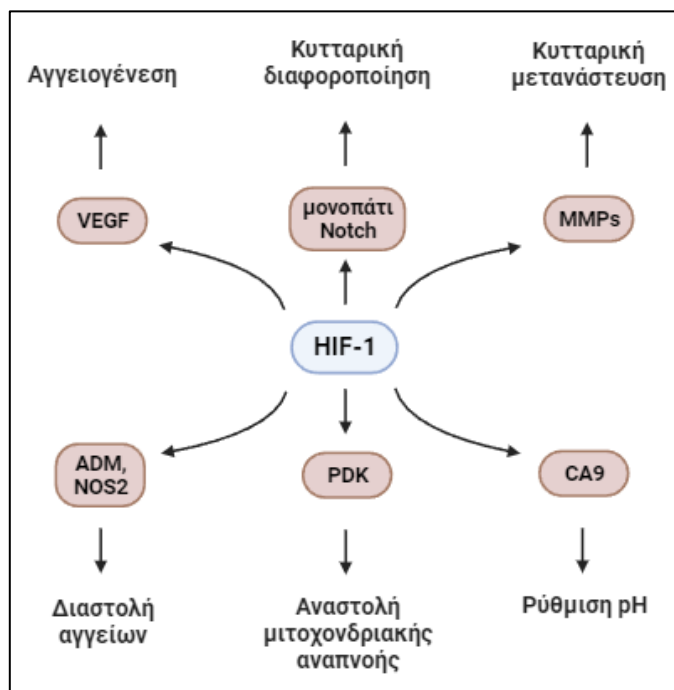 Αγγειογένεση
Κυτταρική
διαφοροποίηση
Κυτταρική
μετανάστευση
VEGF
μονοπάτι
Notch
MMPs
HIF-1
ADM,
NOS2
PDK
CA9
Διαστολή
αγγείων
Αναστολή
μιτοχονδριακής
αναπνοής
Ρύθμιση pH